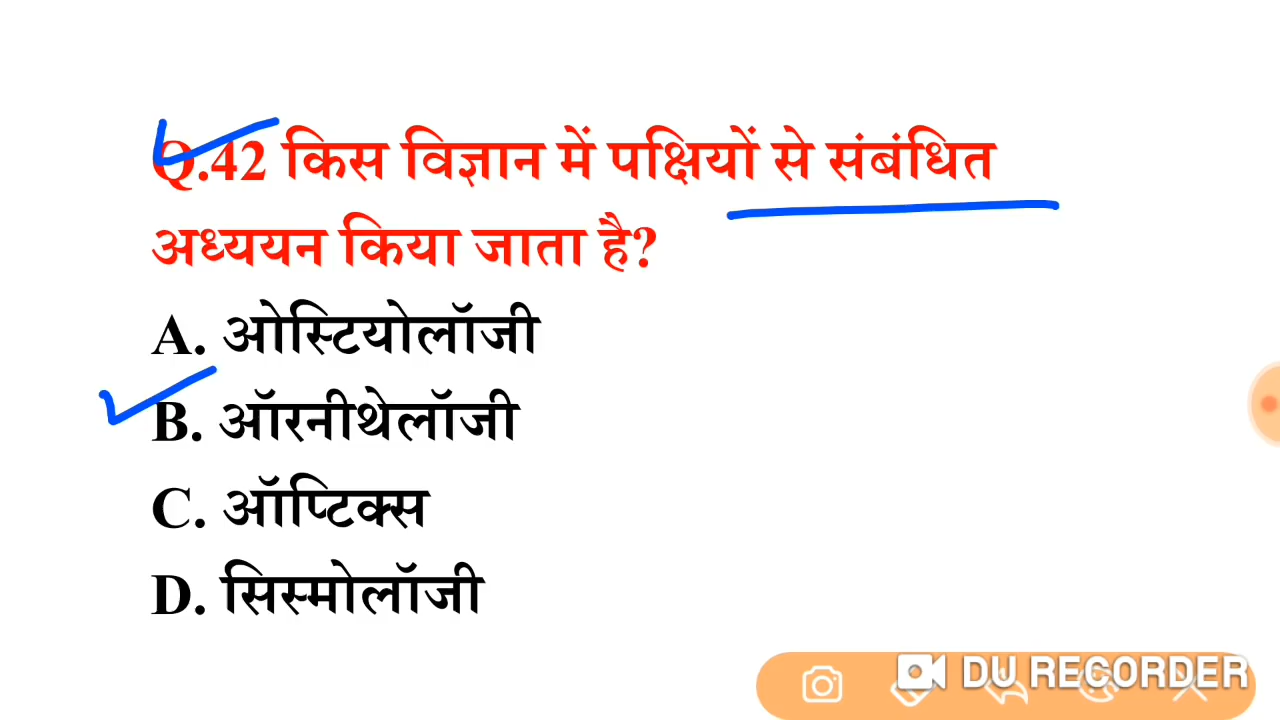 Q.42 किस विज्ञान में पक्षियों से संबंधित
अध्ययन किया जाता है?
A. ओस्टियोलॉजी
B. ऑरनीथेलॉजी
C. ऑप्टिक्स
D. सिस्मोलॉजी
DU RECORDER